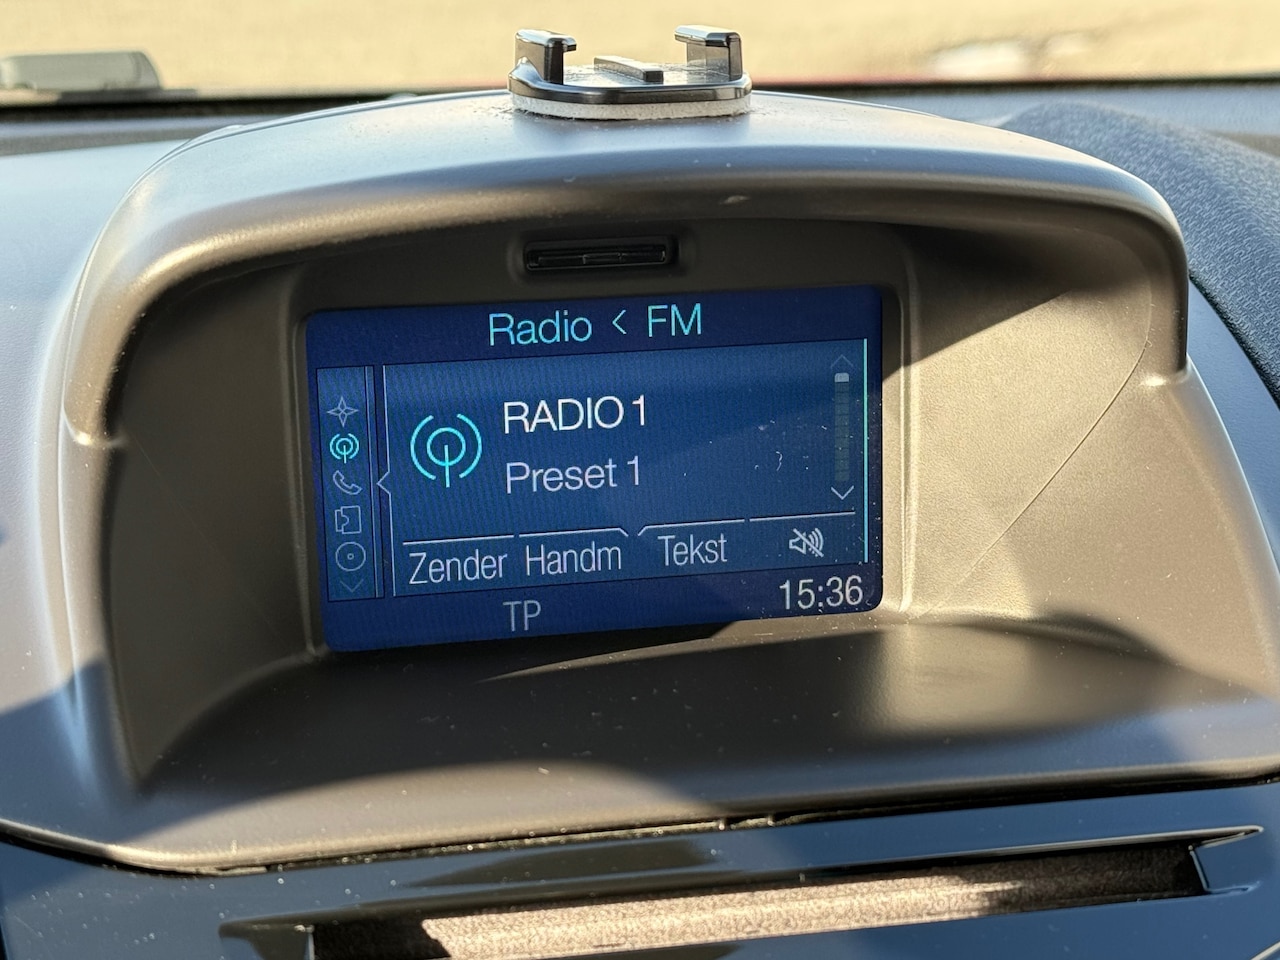 Radio < FM
RADIO 1
Preset 1
Zender Handm Tekst
TP 15:36